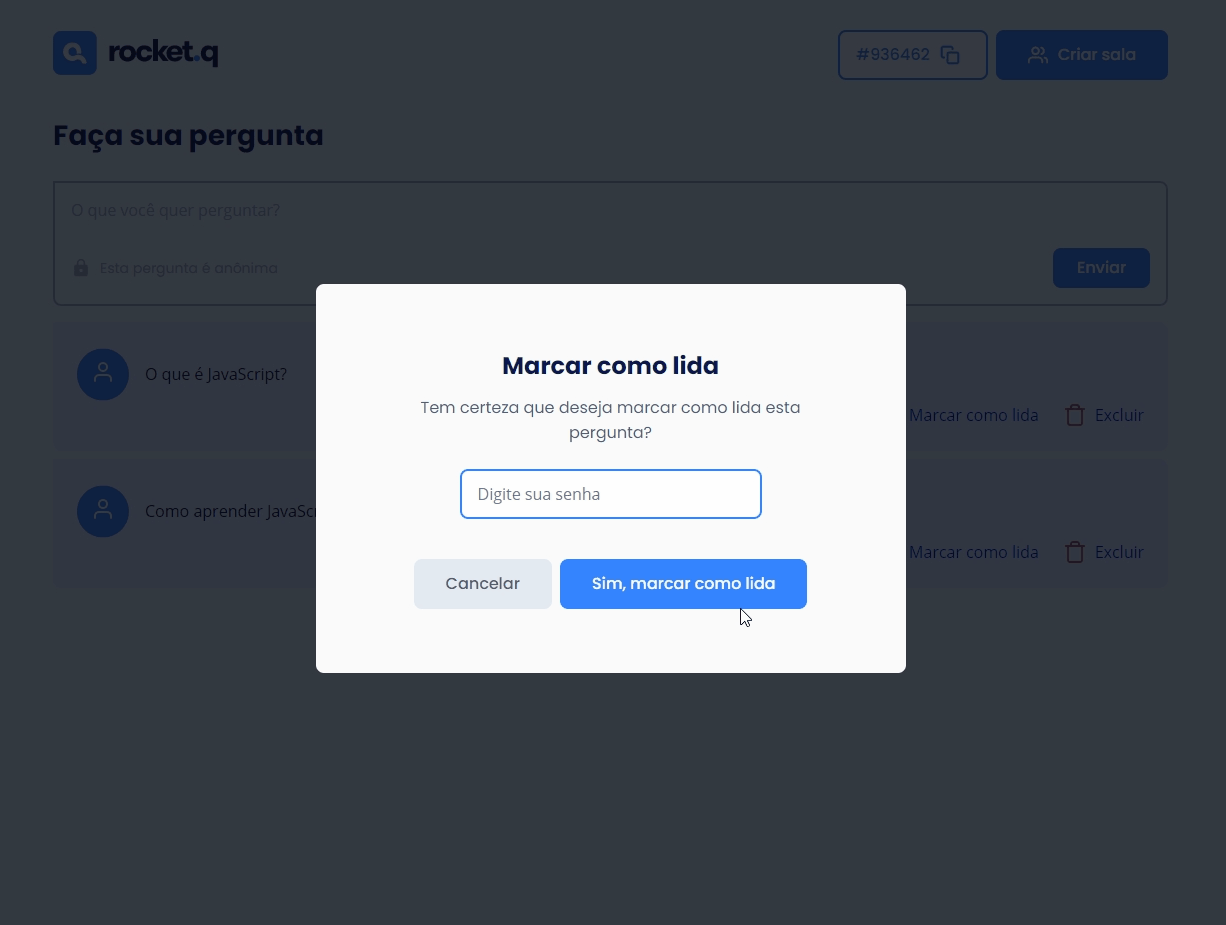 rocket.q
#936462
Criar sala
Faça sua pergunta
O que você quer perguntar?
Esta pergunta é anônima
Enviar
O que é JavaScript?
Marcar como lida
Excluir
Como aprender JavaScr
Marcar como lida
Excluir
Marcar como lida
Tem certeza que deseja marcar como lida esta
pergunta?
Digite sua senha
Cancelar
Sim, marcar como lida